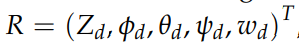 R = (Z_d, ϕ_d, θ_d, ψ_d, w_d)^T,